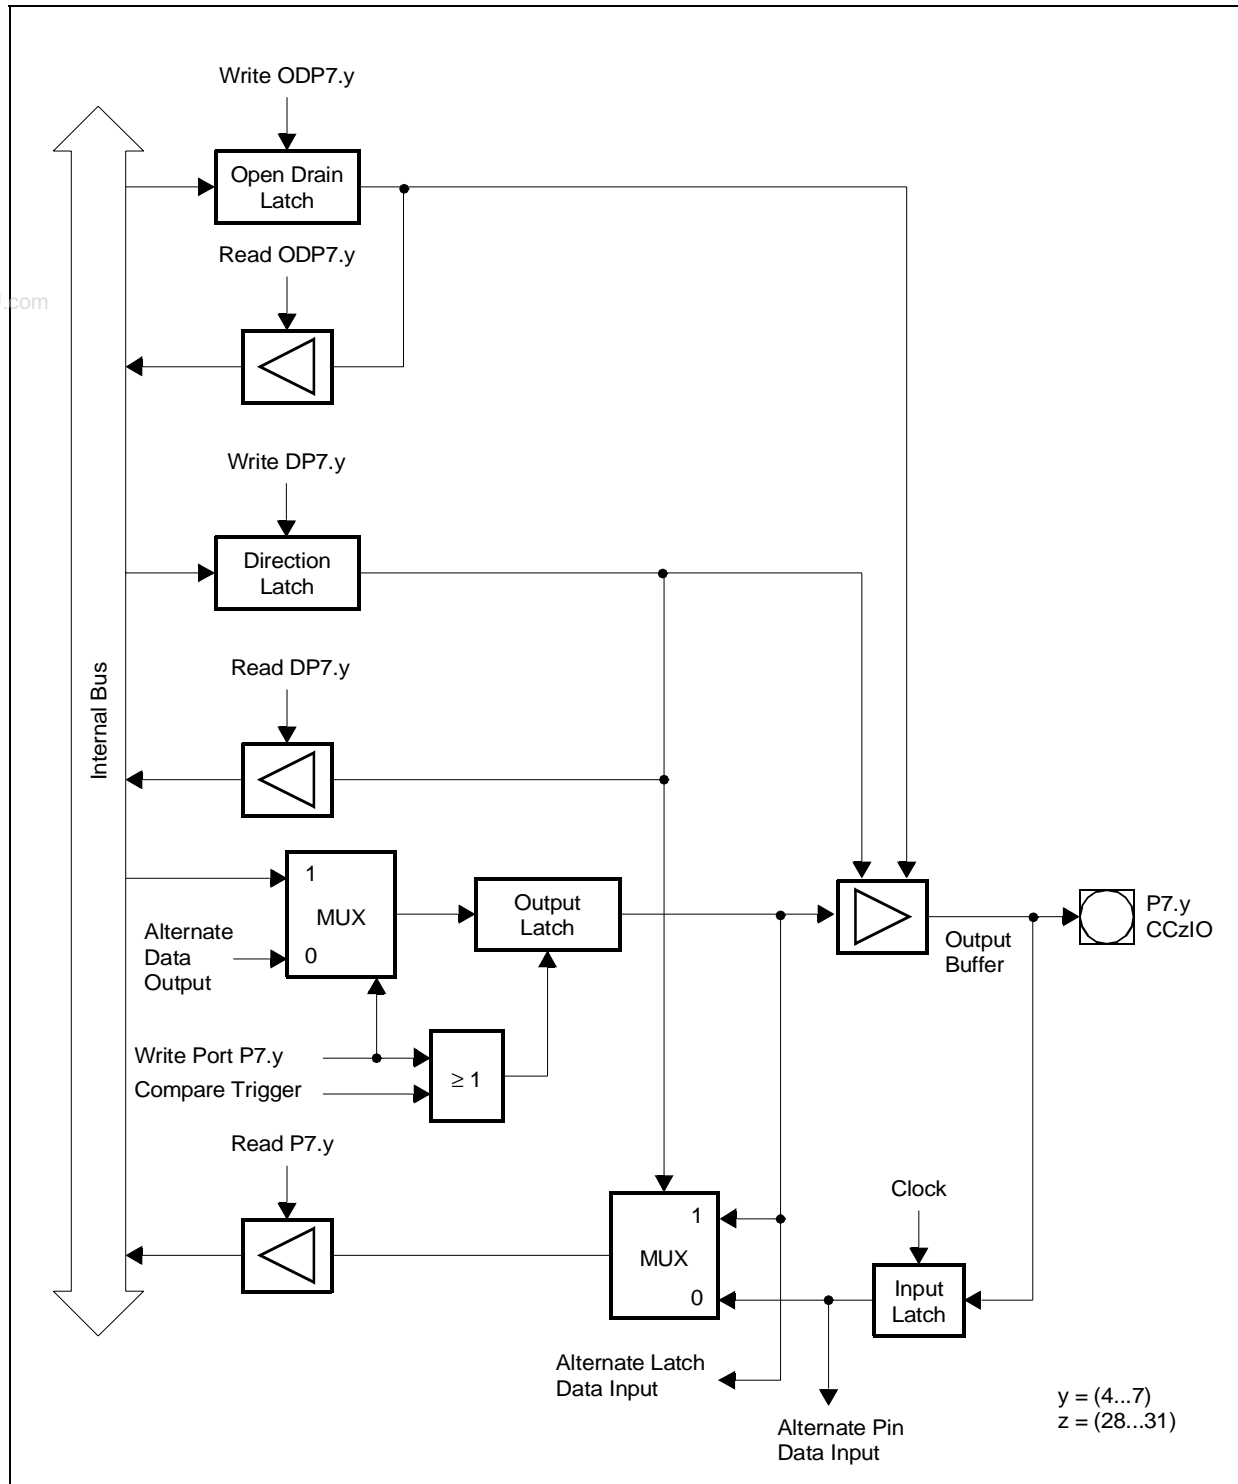 Write ODP7.y
Open Drain
Latch
Read ODP7.y
.com
Write DP7.y
Direction
Latch
Internal Bus
Read DP7.y
1
MUX
0
Alternate
Data
Output
Output
Latch
Output
Buffer
P7.y
CCzIO
Write Port P7.y
Compare Trigger
≥ 1
Read P7.y
1
MUX
0
Clock
Input
Latch
Alternate Latch
Data Input
Alternate Pin
Data Input
y = (4...7)
z = (28...31)